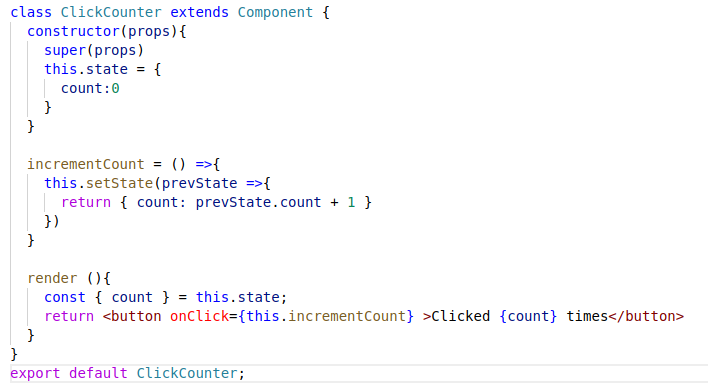 class ClickCounter extends Component {
  constructor(props){
    super(props)
    this.state = {
      count:0
    }
  }

  incrementCount = () =>{
    this.setState(prevState =>{
      return { count: prevState.count + 1 }
    })
  }

  render (){
    const { count } = this.state;
    return <button onClick={this.incrementCount} >Clicked {count} times</button>
  }
}
export default ClickCounter;